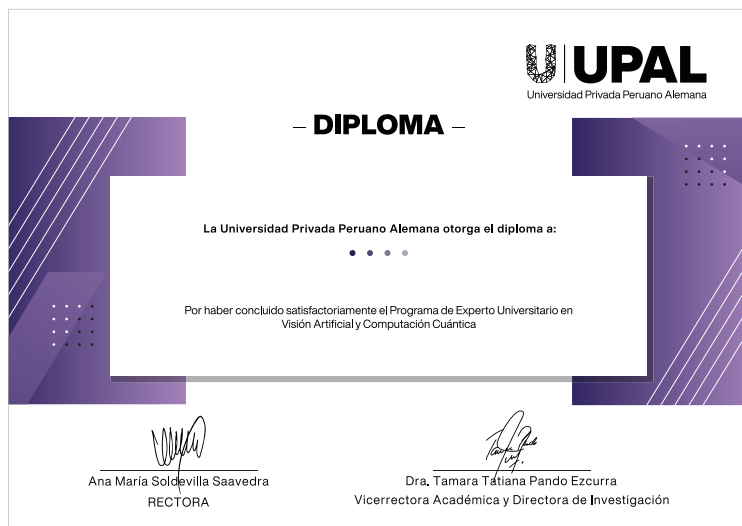 UPAL
Universidad Privada Peruano Alemana
— DIPLOMA —
La Universidad Privada Peruano Alemana otorga el diploma a:
Por haber concluido satisfactoriamente el Programa de Experto Universitario en
Visión Artificial y Computación Cuántica
Ana María Soldevilla Saavedra
RECTORA
Dra. Tamara Tatiana Pando Ezcurra
Vicerrectora Académica y Directora de Investigación